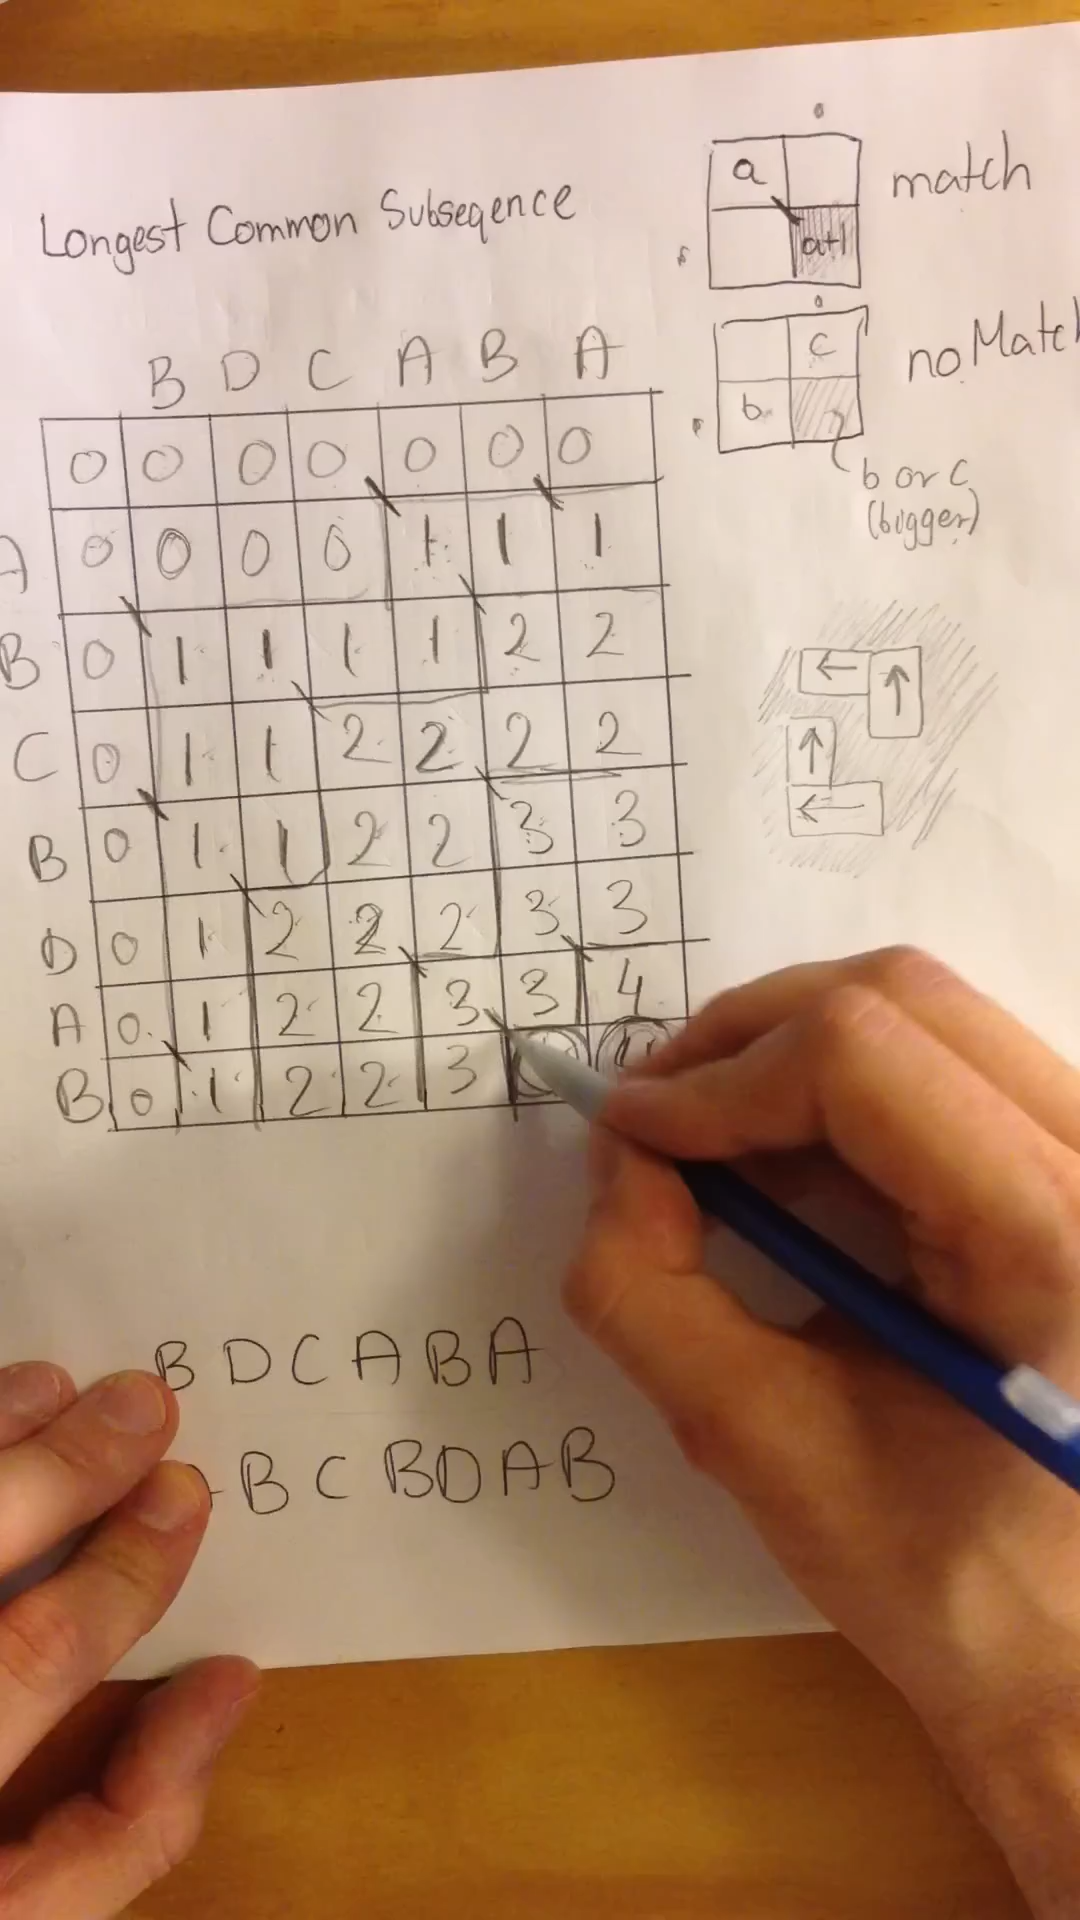 a
match
a+1
Longest Common Subseqence
c
no Match
b
b or c
(bigger)
B D C A B A
0 0 0 0 0 0 0
A 0 0 0 0 1 1 1
B 0 1 1 1 1 2 2
C 0 1 1 2 2 2 2
B 0 1 1 2 2 3 3
D 0 1 2 2 2 3 3
A 0 1 2 2 3 3 4
B 0 1 2 2 3
B D C A B A
B C B D A B